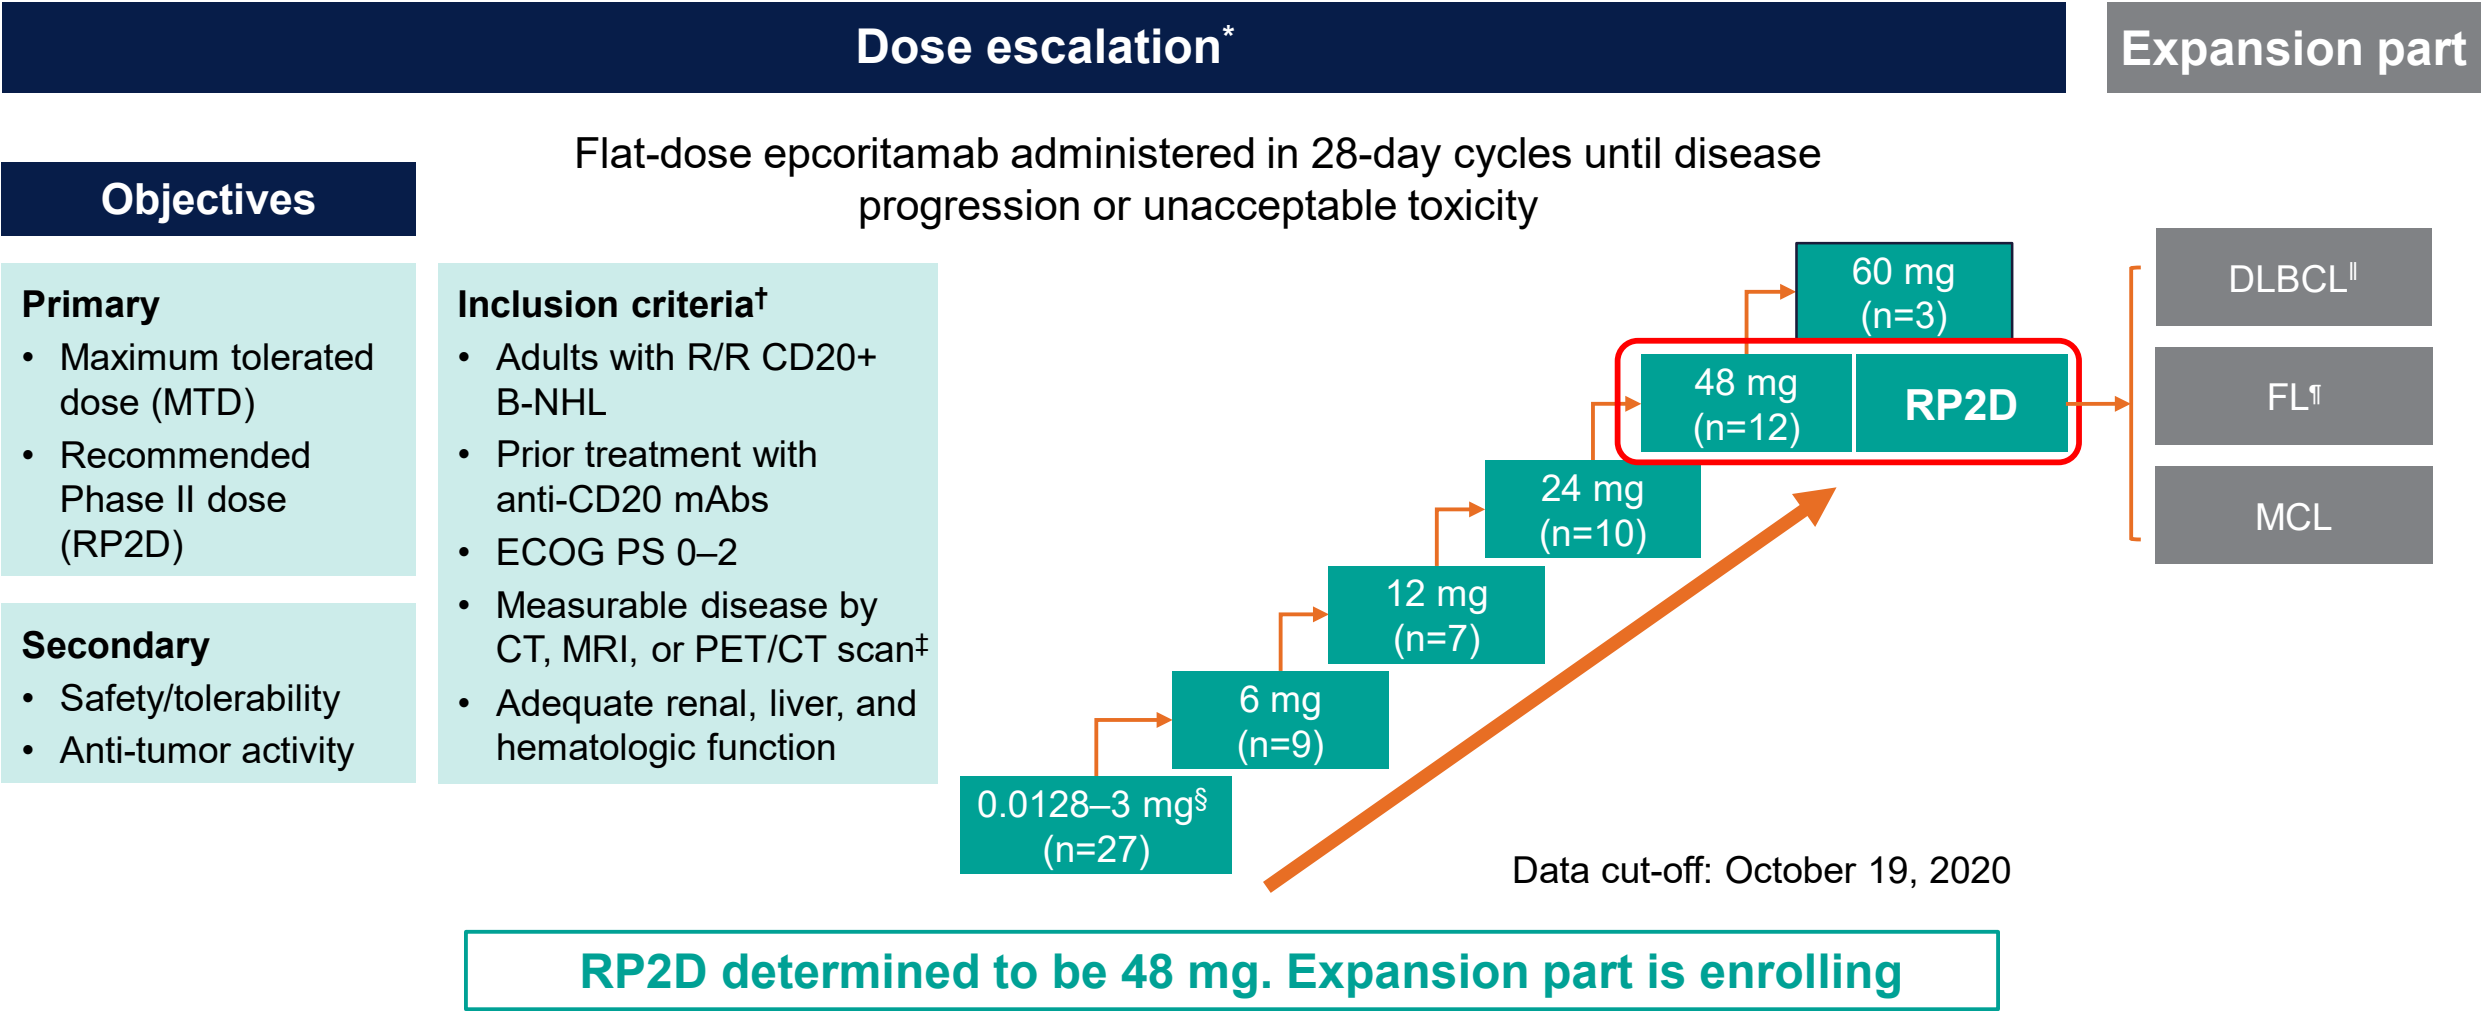 Dose escalation*
Expansion part
Flat-dose epcoritamab administered in 28-day cycles until disease
progression or unacceptable toxicity
Objectives
Primary
• Maximum tolerated
dose (MTD)
• Recommended
Phase II dose
(RP2D)
Secondary
• Safety/tolerability
• Anti-tumor activity
Inclusion criteria†
• Adults with R/R CD20+
B-NHL
• Prior treatment with
anti-CD20 mAbs
• ECOG PS 0–2
• Measurable disease by
CT, MRI, or PET/CT scan‡
• Adequate renal, liver, and
hematologic function
0.0128–3 mg§
(n=27)
6 mg
(n=9)
12 mg
(n=7)
24 mg
(n=10)
48 mg
(n=12)
RP2D
60 mg
(n=3)
DLBCL‖
FL¶
MCL
Data cut-off: October 19, 2020
RP2D determined to be 48 mg. Expansion part is enrolling